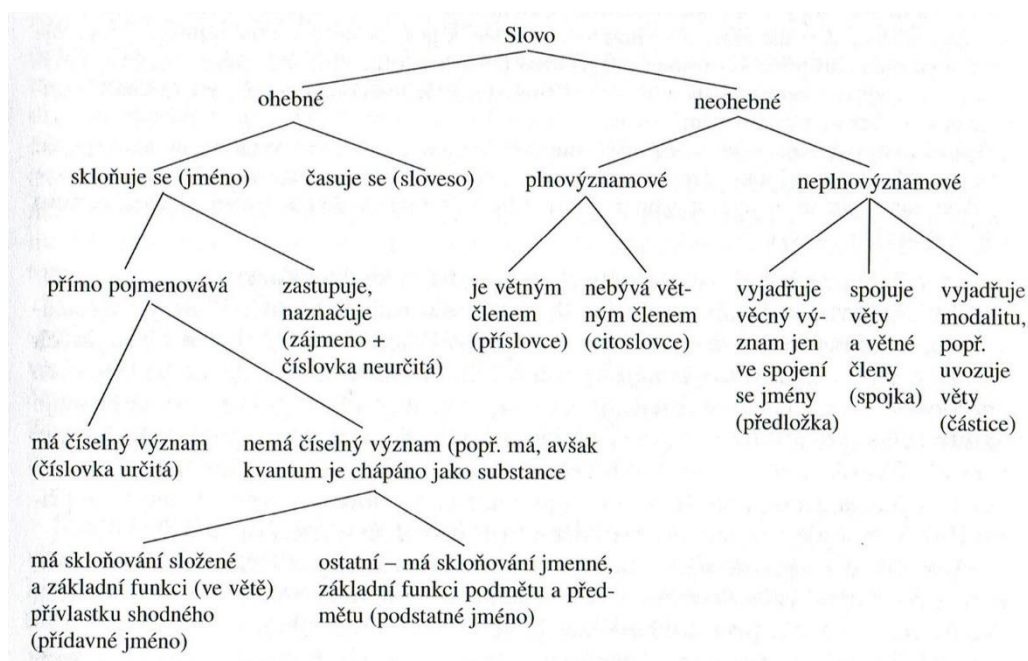 Slovo
ohebné
neohebné
skloňuje se (jméno)
časuje se (sloveso)
plnovýznamové
neplnovýznamové
přímo pojmenovává
zastupuje,
naznačuje
(zájmeno +
číslovka neurčitá)
je větným
členem
(příslovce)
nebývá vět-
ným členem
(citoslovce)
vyjadřuje
věcný vý-
znam jen
ve spojení
se jmény
(předložka)
spojuje
věty
a větné
členy
(spojka)
vyjadřuje
modalitu,
popř.
uvozuje
věty
(částice)
má číselný význam
(číslovka určitá)
nemá číselný význam (popř. má, avšak
kvantum je chápáno jako substance
má skloňování složené
a základní funkci (ve větě)
přívlastku shodného
(přídavné jméno)
ostatní – má skloňování jmenné,
základní funkci podmětu a před-
mětu (podstatné jméno)